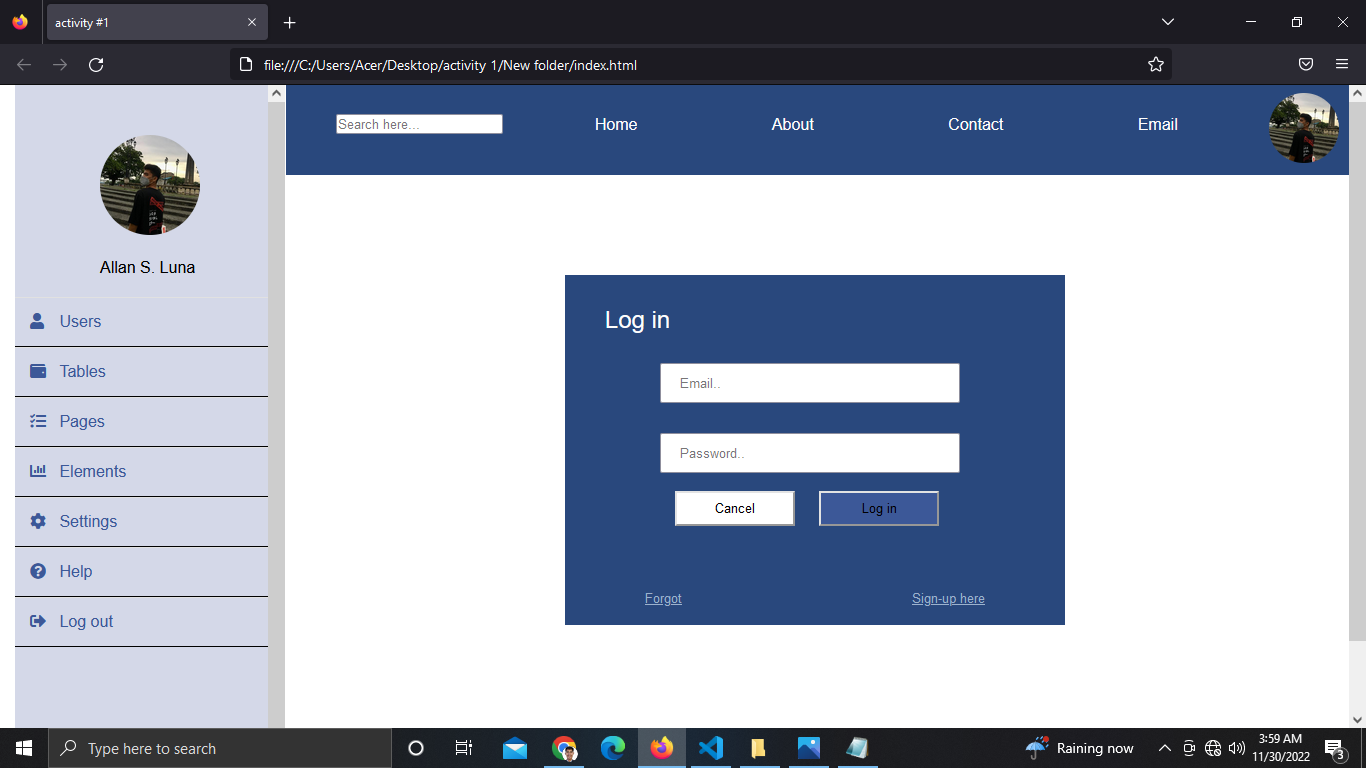 activity #1
file:///C:/Users/Acer/Desktop/activity 1/New folder/index.html
Search here...
Home
About
Contact
Email
Allan S. Luna
Users
Tables
Pages
Elements
Settings
Help
Log out
Log in
Email..
Password..
Cancel
Log in
Forgot
Sign-up here
Type here to search
Raining now
3:59 AM
11/30/2022
3